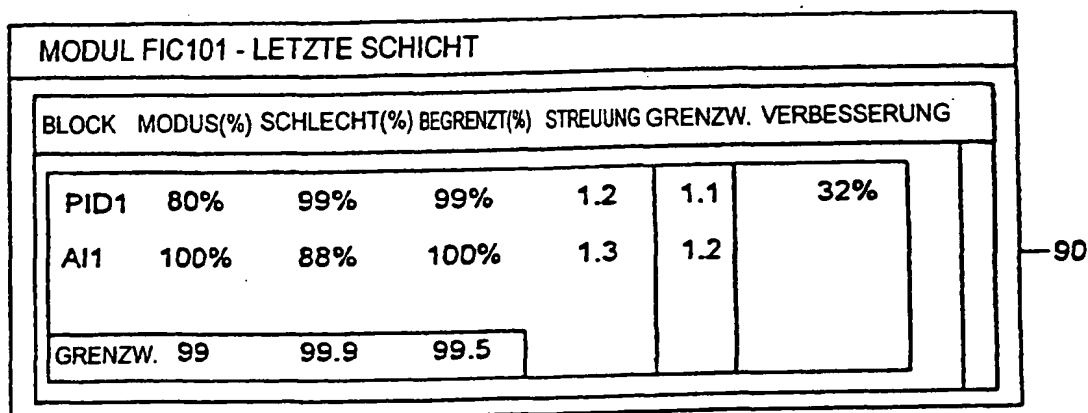 MODUL FIC101 - LETZTE SCHICHT
BLOCK MODUS(%) SCHLECHT(%) BEGRENZT(%) STREUUNG GRENZW. VERBESSERUNG
PID1 80% 99% 99% 1.2 1.1 32%
AI1 100% 88% 100% 1.3 1.2
90
GRENZW. 99 99.9 99.5